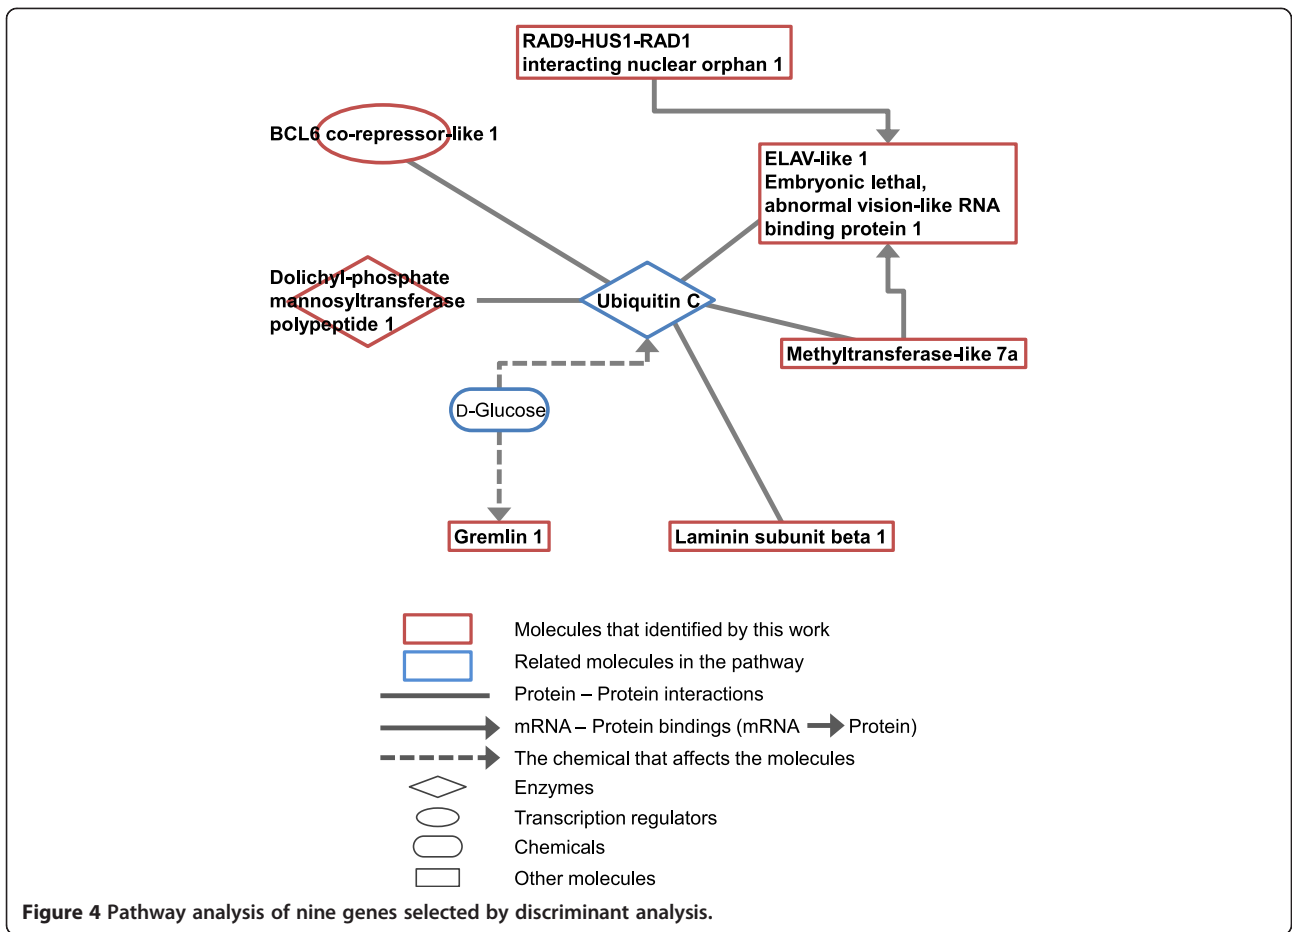 RAD9-HUS1-RAD1
interacting nuclear orphan 1
BCL6 co-repressor-like 1
ELAV-like 1
Embryonic lethal,
abnormal vision-like RNA
binding protein 1
Dolichyl-phosphate
mannosyltransferase
polypeptide 1
Ubiquitin C
Methyltransferase-like 7a
D-Glucose
Gremlin 1
Laminin subunit beta 1
Molecules that identified by this work
Related molecules in the pathway
Protein – Protein interactions
mRNA – Protein bindings (mRNA → Protein)
The chemical that affects the molecules
Enzymes
Transcription regulators
Chemicals
Other molecules
Figure 4 Pathway analysis of nine genes selected by discriminant analysis.